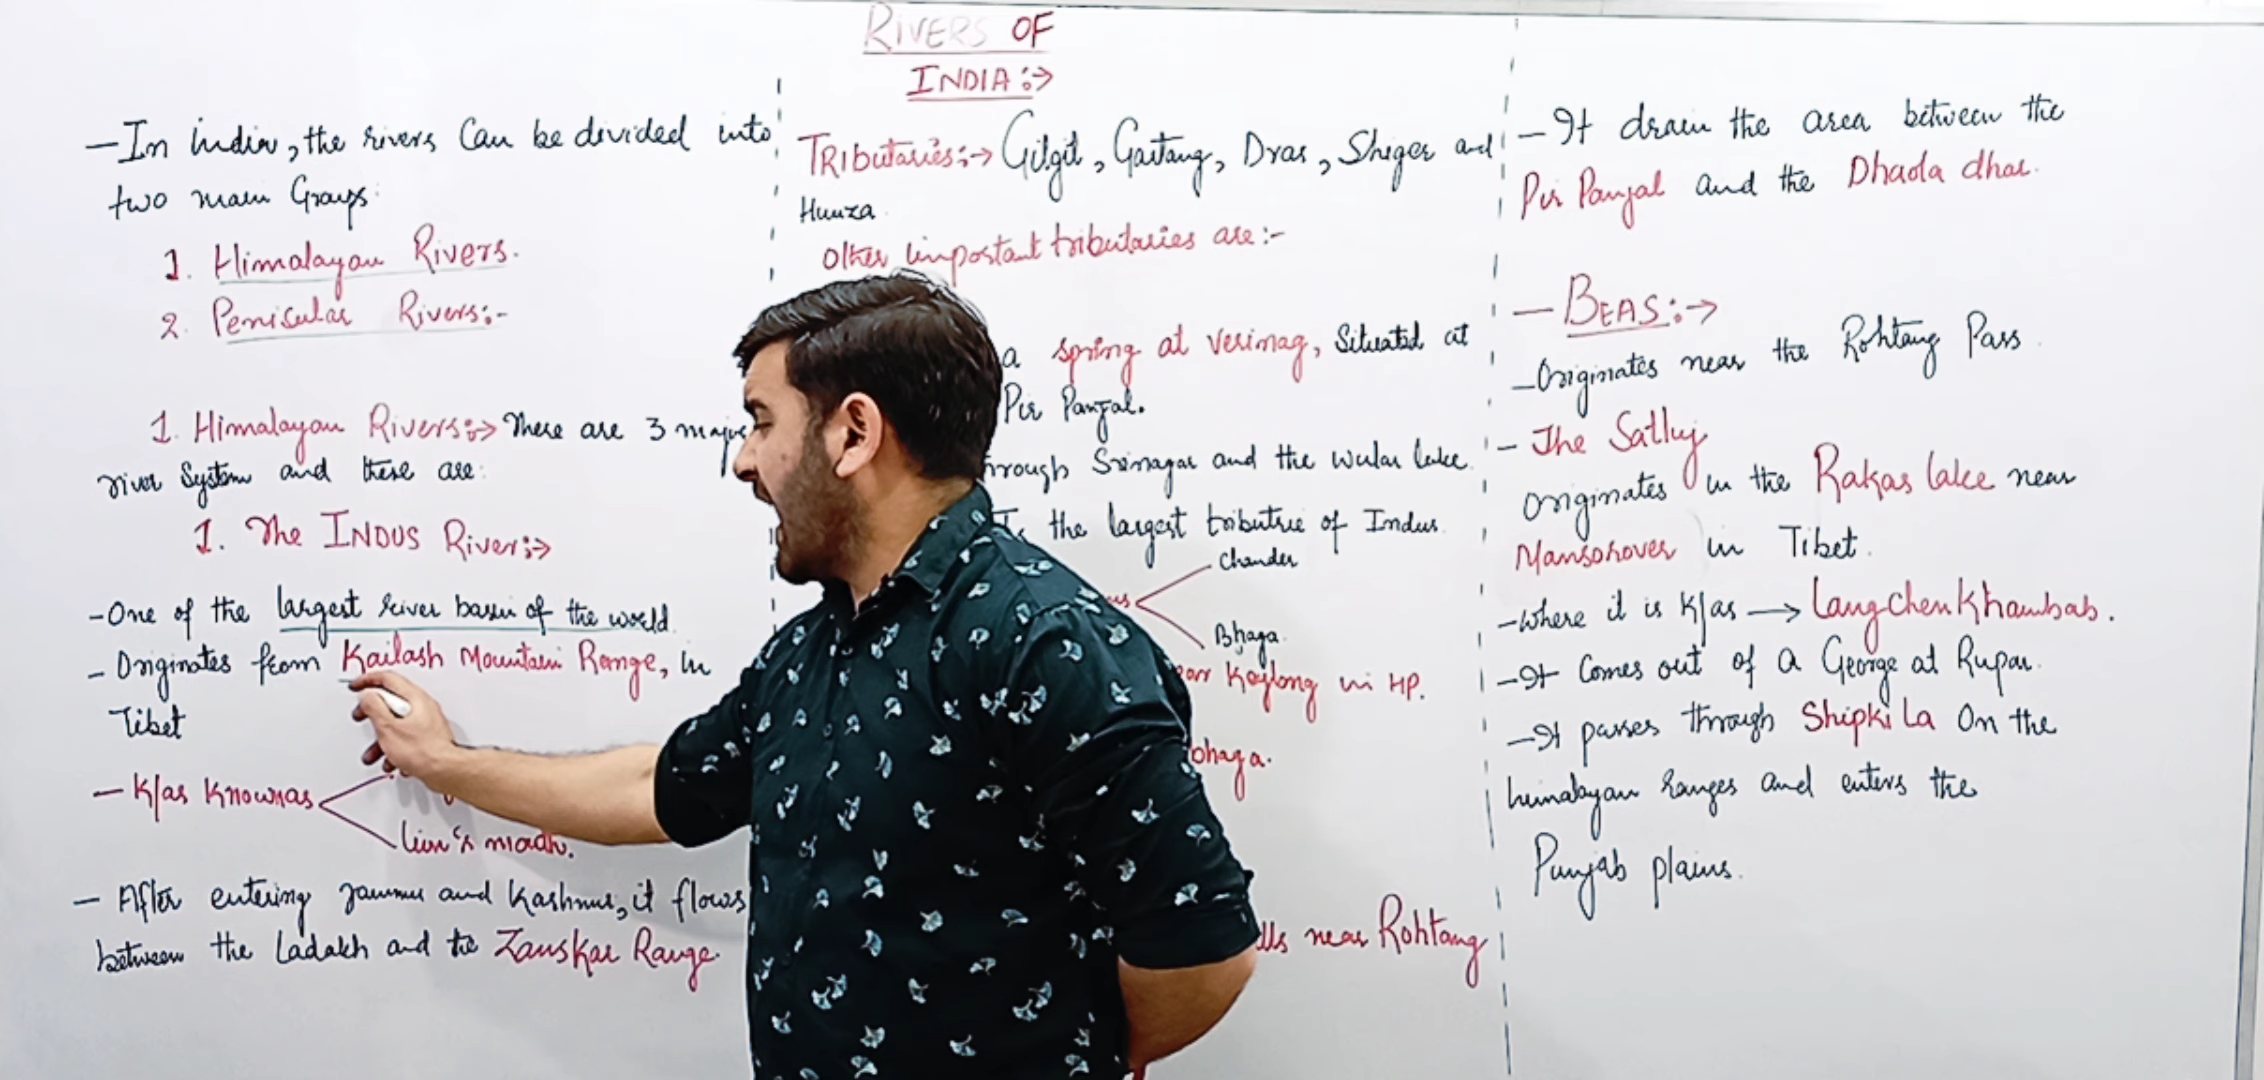 RIVERS OF
INDIA:->
- In india, the rivers Can be divided into
two main Groups:
1. Himalayan Rivers.
2. Penisular Rivers:-
1. Himalayan Rivers:-> There are 3 major
river System and these are:
1. The INDUS River:->
- One of the largest river basin of the world.
- Originates from Kailash Mountain Range, in
Tibet
- K/as Knownas
Lion's mouth.
- After entering Jammu and Kashmir, it flows
between the Ladakh and the Zanskar Range.
Tributaries:-> Gilgit, Gartang, Dras, Shiger and
Hunza
Other important tributaries are:-
a spring at Verinag, Situated at
Pir Panjal.
through Srinagar and the wular lake.
the largest tributrie of Indus.
Chander
Bhaga.
Keylong in HP.
bhaga.
near Rohtang
- It drain the area between the
Pir Panjal and the Dhaola dhar.
- BEAS:->
- Originates near the Rohtang Pass.
- The Satluj
originates in the Rakas lake near
Mansorover in Tibet.
- where it is K/as -> Langchen Khambab.
- It Comes out of a George at Rupar.
- It passes through Shipki La On the
himalayan ranges and enters the
Punjab plains.